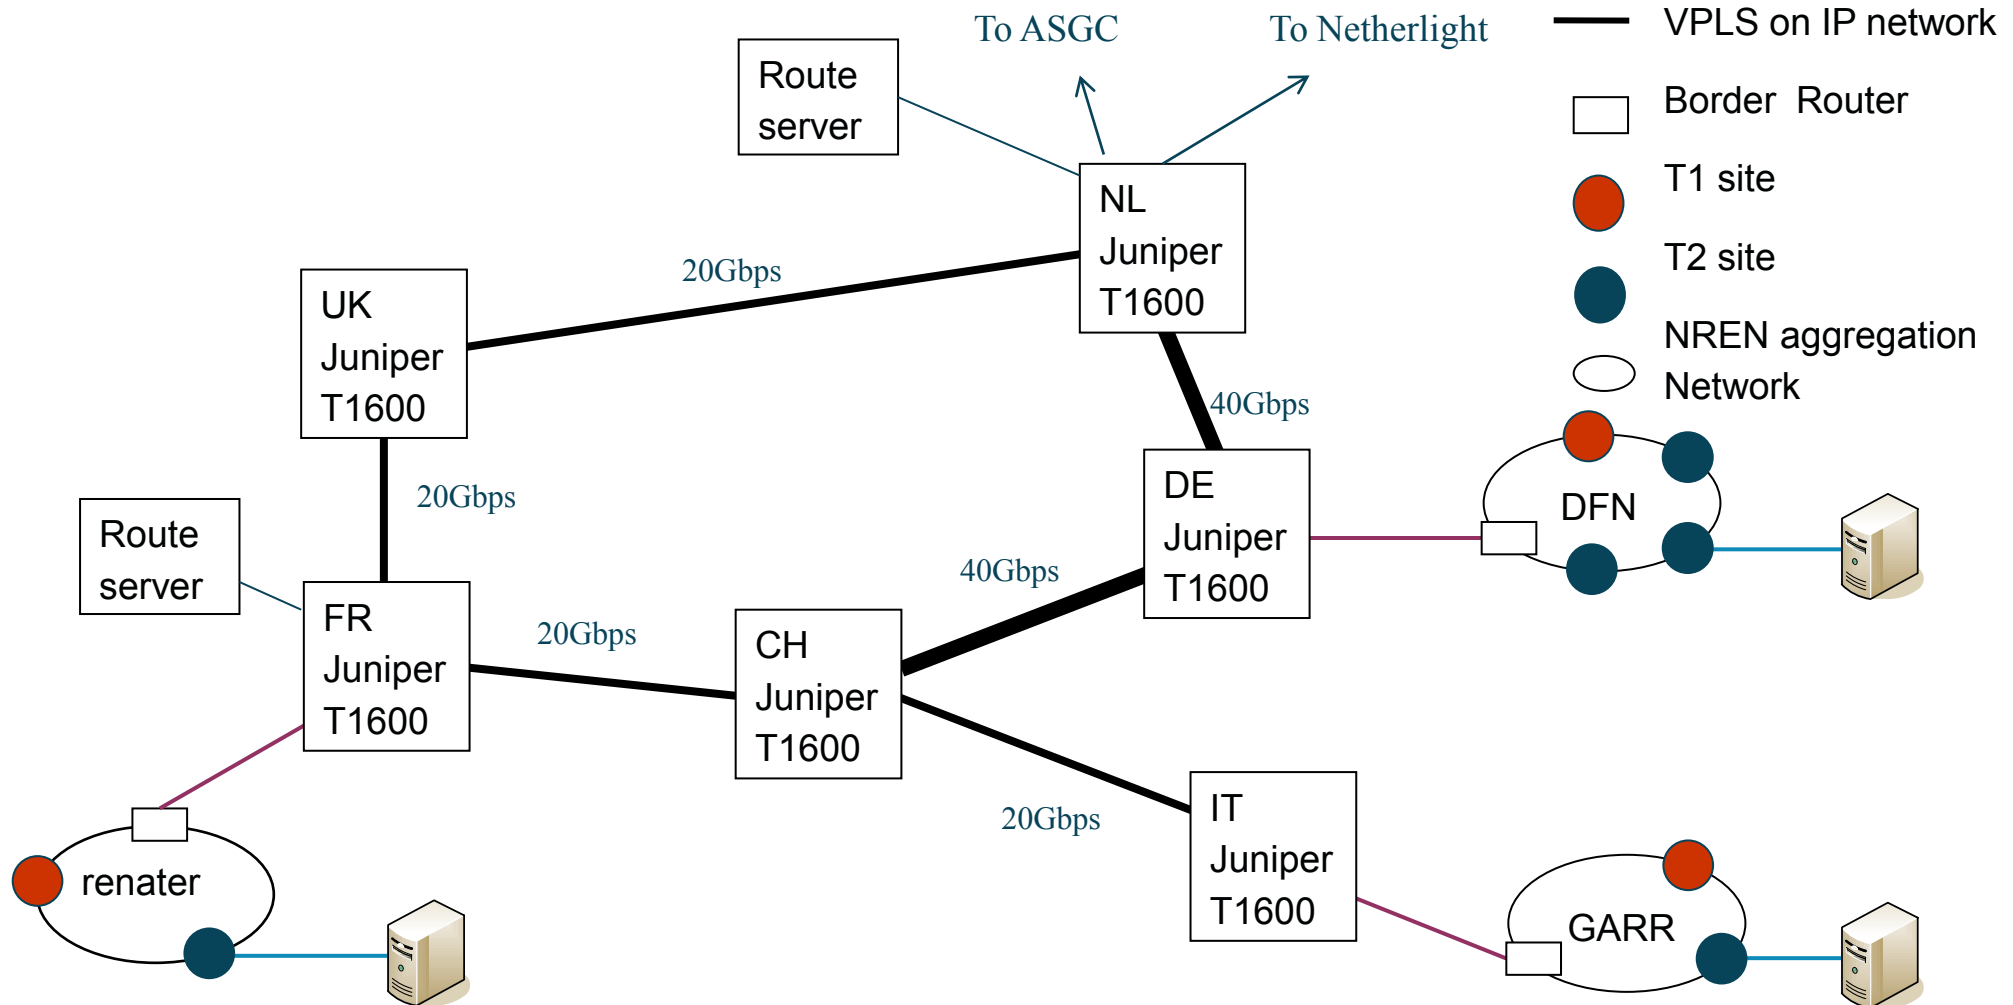 To ASGC
To Netherlight
VPLS on IP network
Route
server
Border Router
T1 site
NL
Juniper
T1600
T2 site
20Gbps
UK
Juniper
T1600
NREN aggregation
Network
40Gbps
20Gbps
DE
Juniper
T1600
DFN
Route
server
40Gbps
FR
Juniper
T1600
20Gbps
CH
Juniper
T1600
20Gbps
IT
Juniper
T1600
renater
GARR